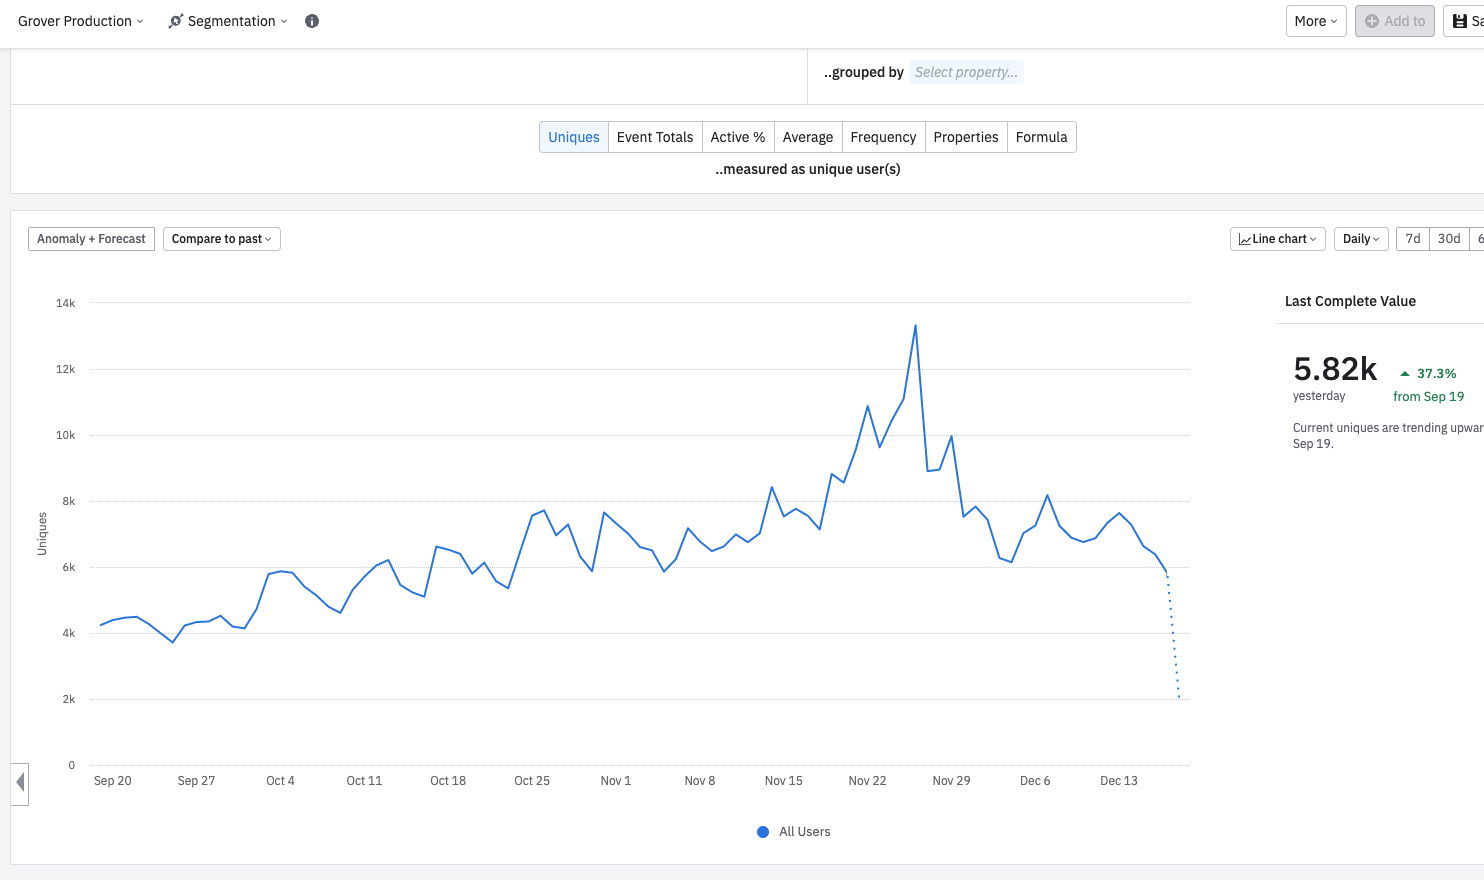 Grover Production
Segmentation
More
Add to
Sa
..grouped by Select property...
Uniques Event Totals Active % Average Frequency Properties Formula
..measured as unique user(s)
Anomaly + Forecast
Compare to past
Line chart
Daily
7d 30d 6
14k
12k
10k
8k
6k
4k
2k
0
Uniques
Sep 20 Sep 27 Oct 4 Oct 11 Oct 18 Oct 25 Nov 1 Nov 8 Nov 15 Nov 22 Nov 29 Dec 6 Dec 13
All Users
Last Complete Value
5.82k 37.3%
yesterday from Sep 19
Current uniques are trending upwar
Sep 19.